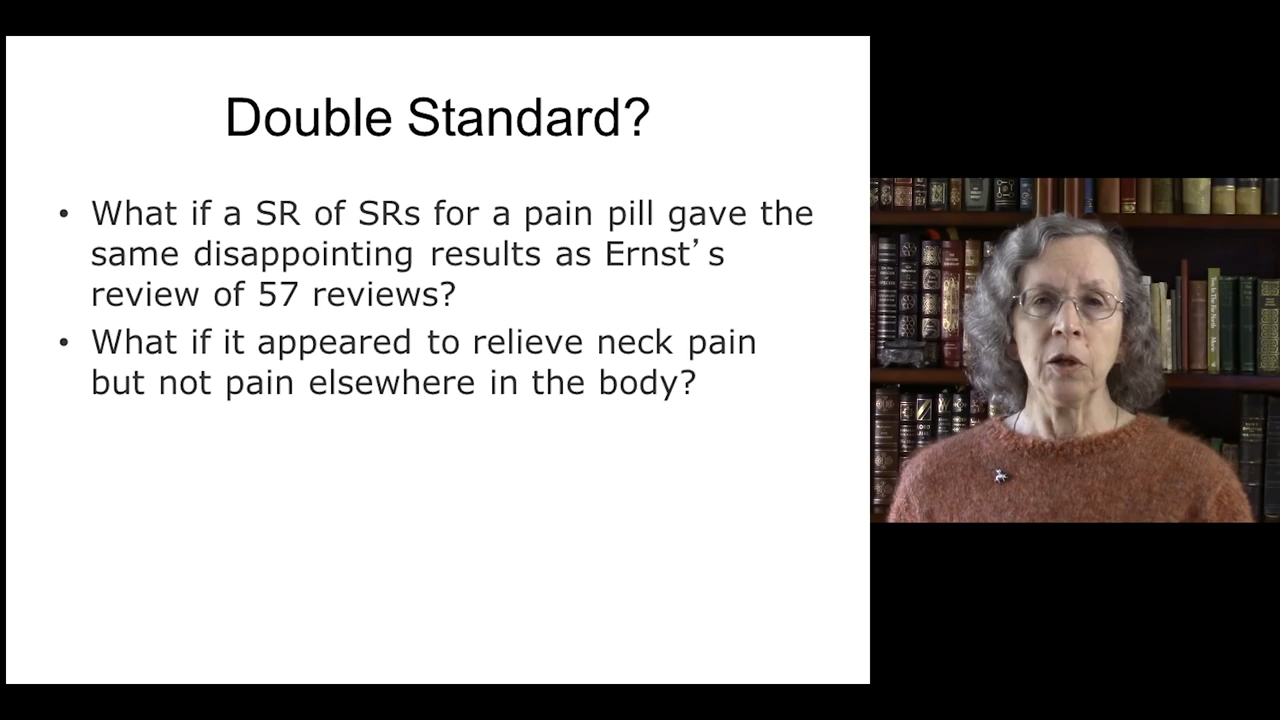 Double Standard?
• What if a SR of SRs for a pain pill gave the
same disappointing results as Ernst’s
review of 57 reviews?
• What if it appeared to relieve neck pain
but not pain elsewhere in the body?